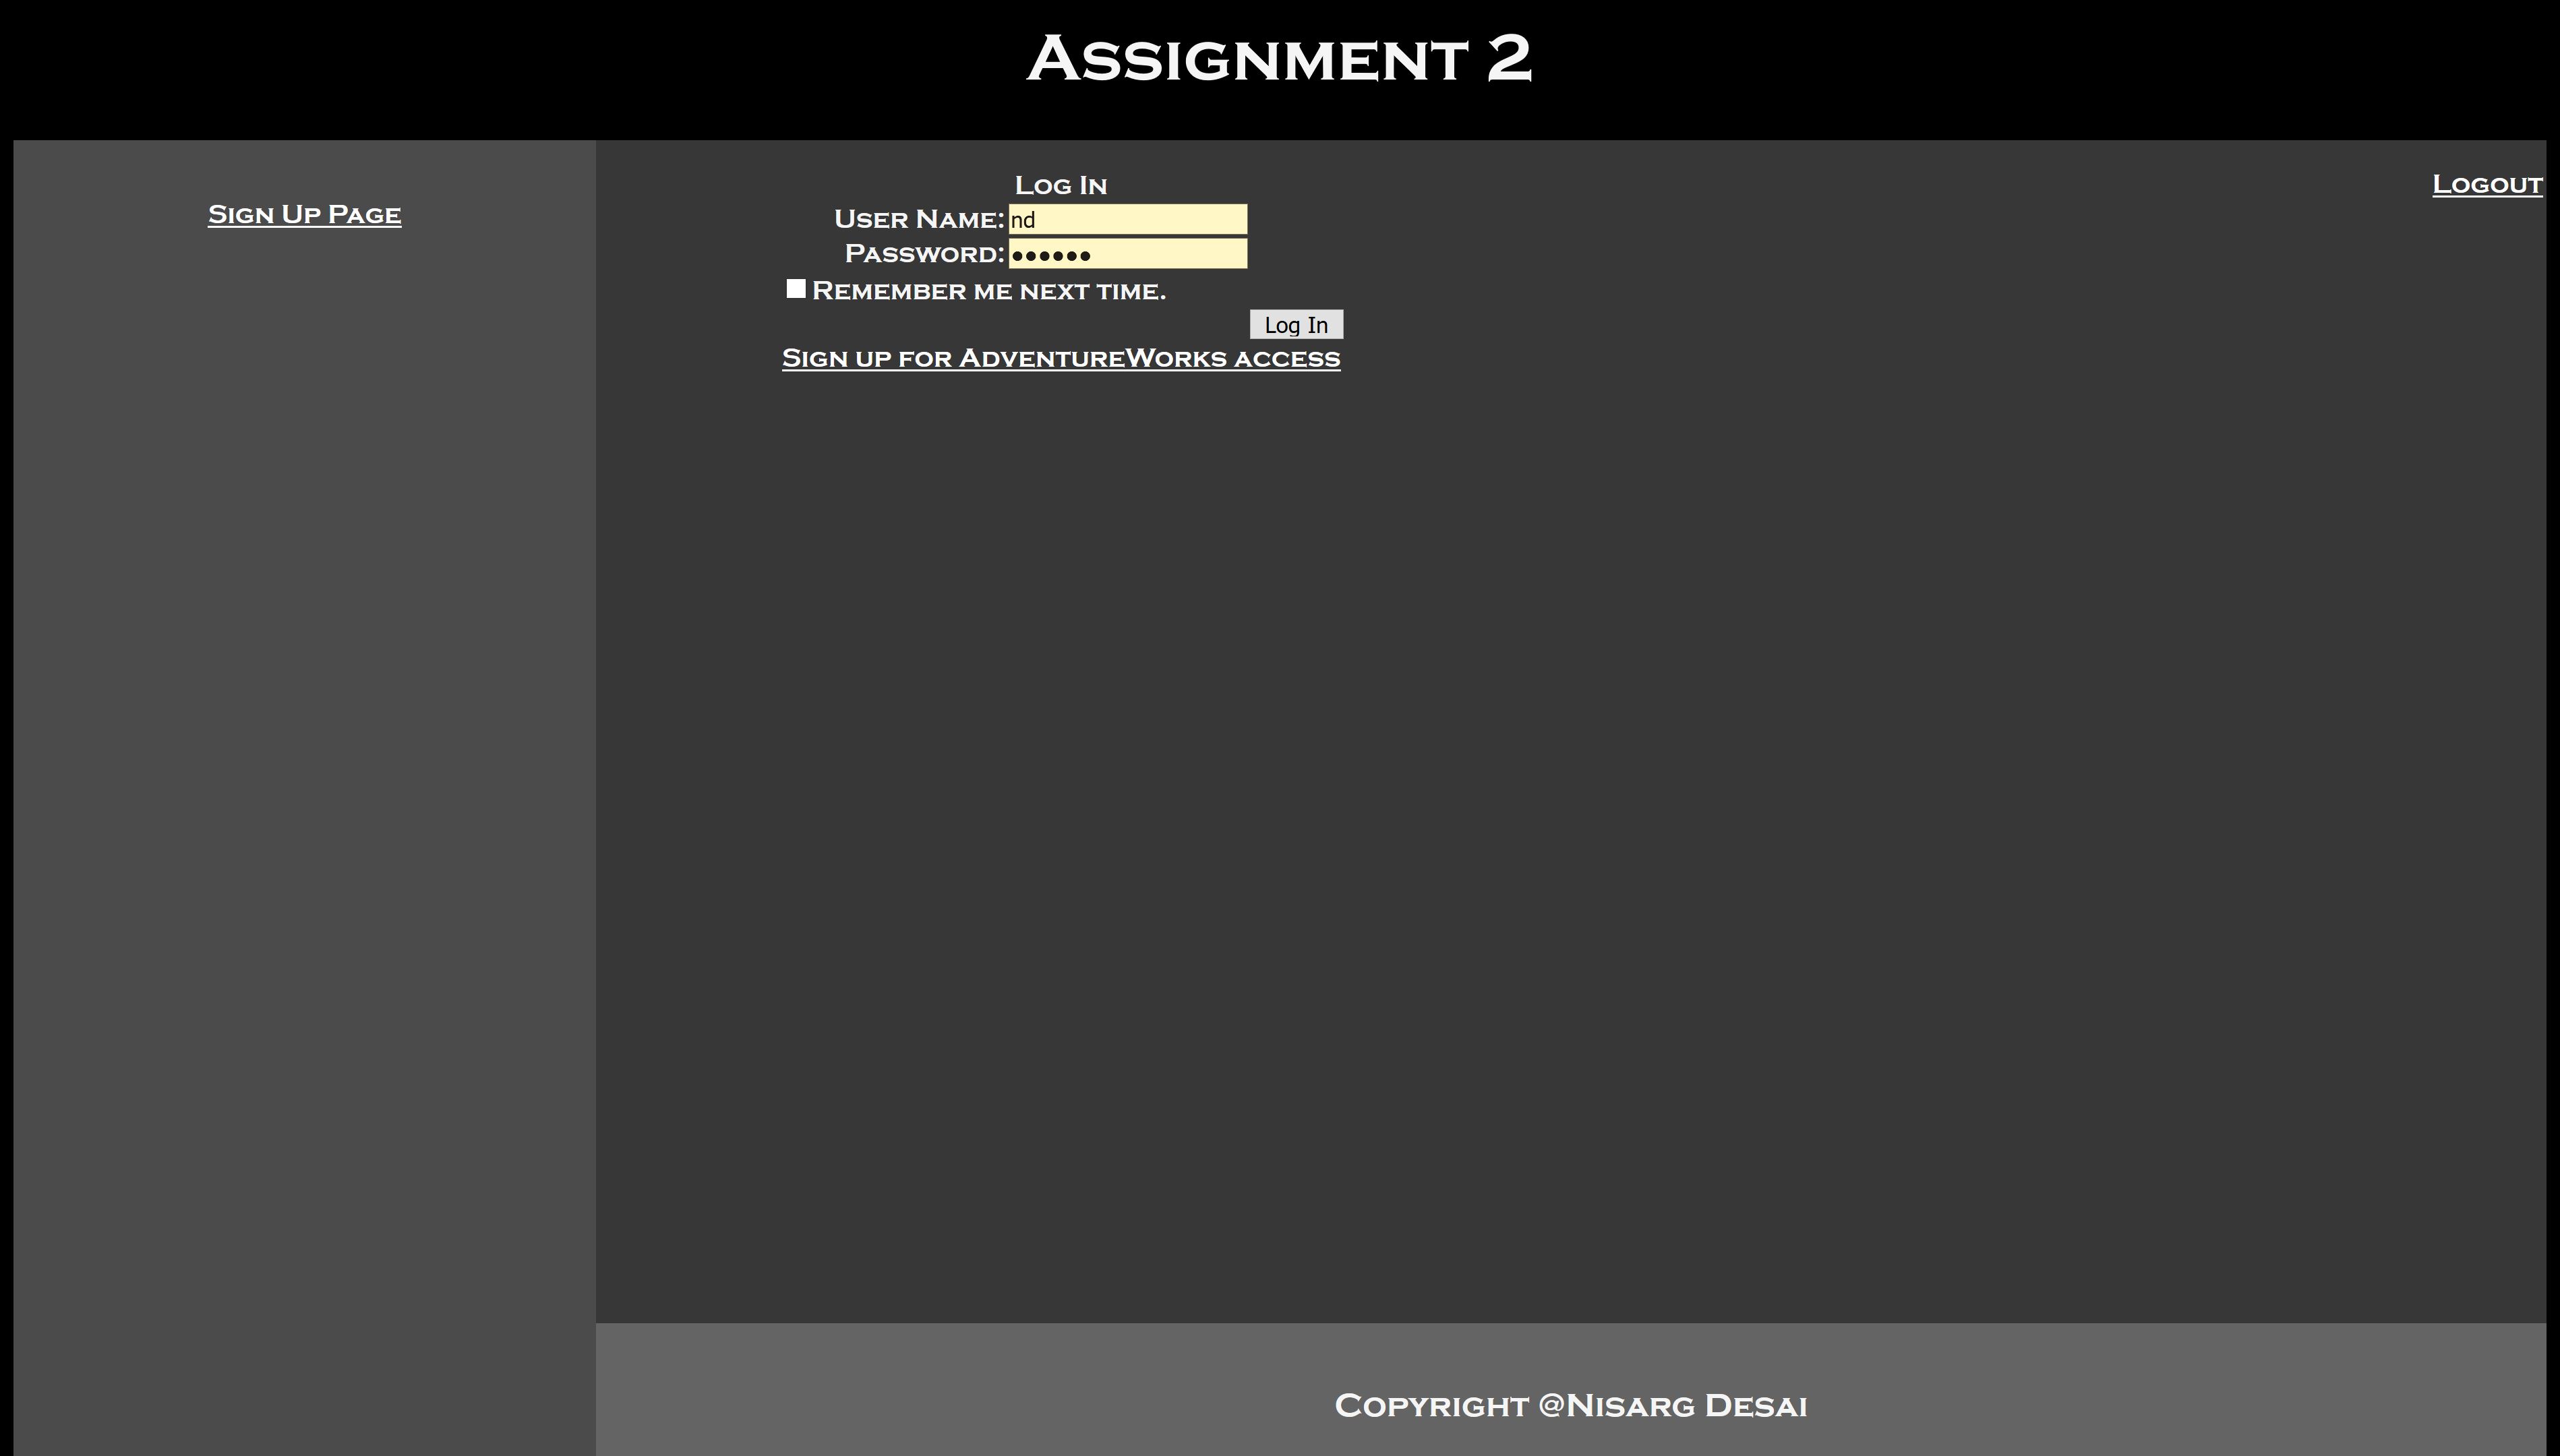 Assignment 2
Sign Up Page
Logout
Log In
User Name: nd
Password: ••••••
Remember me next time.
Log In
Sign up for AdventureWorks access
Copyright @Nisarg Desai